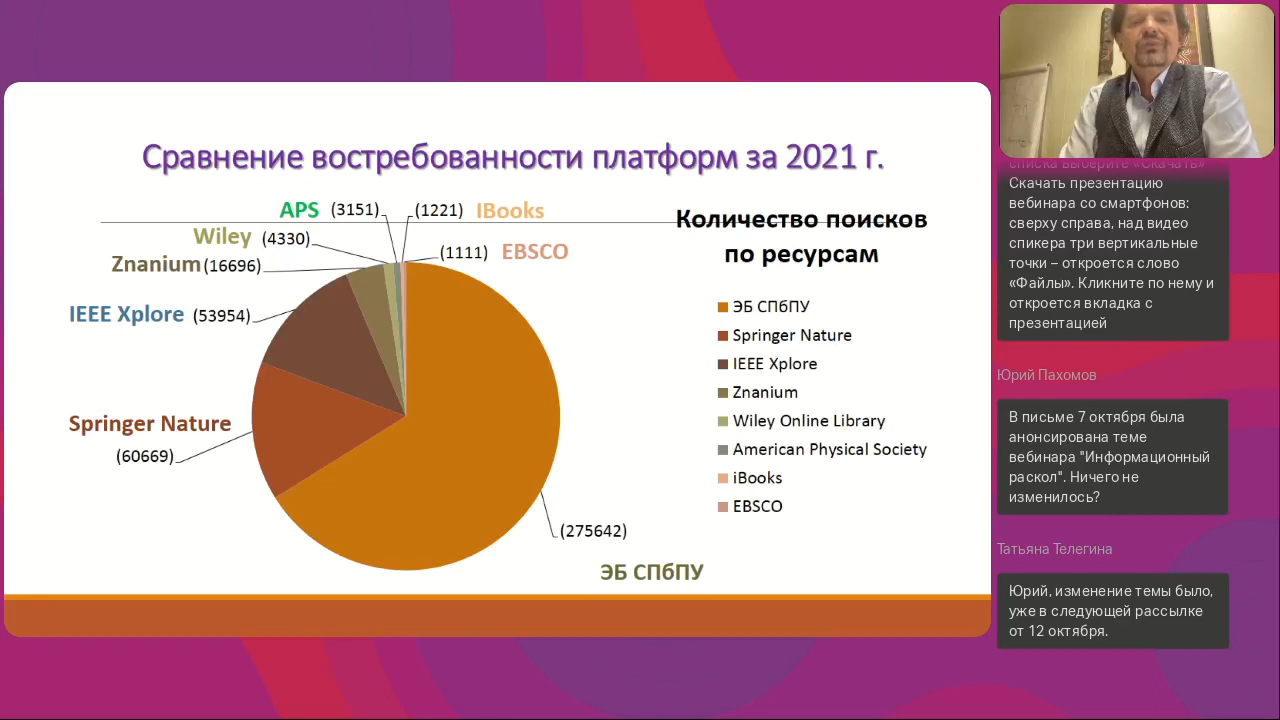 Сравнение востребованности платформ за 2021 г.
APS (3151)
(1221) IBooks
Wiley (4330)
(1111) EBSCO
Znanium (16696)
IEEE Xplore (53954)
Springer Nature
(60669)
(275642)
ЭБ СПбПУ
Количество поисков
по ресурсам
ЭБ СПбПУ
Springer Nature
IEEE Xplore
Znanium
Wiley Online Library
American Physical Society
iBooks
EBSCO
списка выберите «Скачать»
Скачать презентацию
вебинара со смартфонов:
сверху справа, над видео
спикера три вертикальные
точки – откроется слово
«Файлы». Кликните по нему и
откроется вкладка с
презентацией
Юрий Пахомов
В письме 7 октября была
анонсирована теме
вебинара "Информационный
раскол". Ничего не
изменилось?
Татьяна Телегина
Юрий, изменение темы было,
уже в следующей рассылке
от 12 октября.